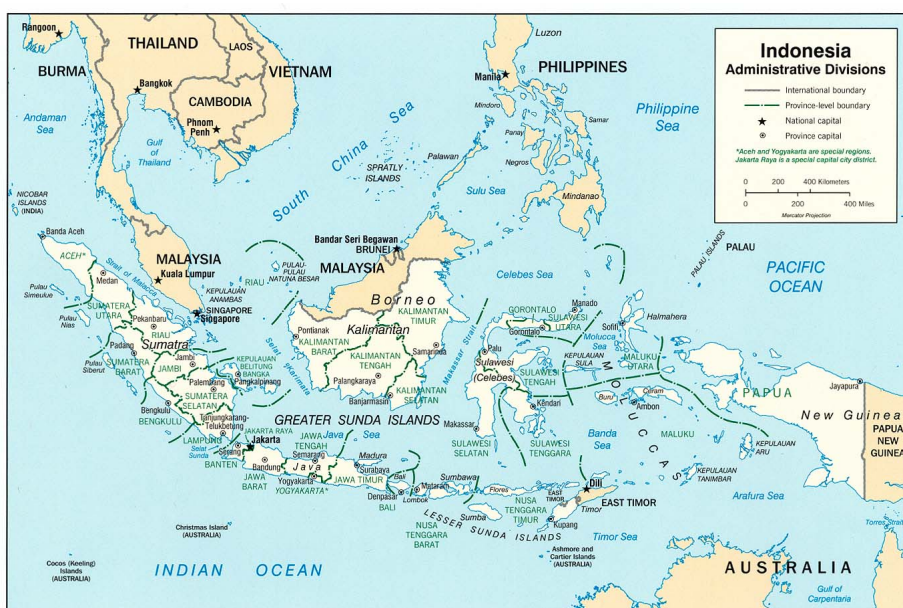 Indonesia
Administrative Divisions
International boundary
Province-level boundary
National capital
Province capital
*Aceh and Yogyakarta are special regions.
Jakarta Raya is a special capital city district.
0 200 400 Kilometers
0 200 400 Miles
Mercator Projection
Rangoon
BURMA
THAILAND
LAOS
VIETNAM
Bangkok
CAMBODIA
Phnom
Penh
Andaman
Sea
Gulf
of
Thailand
South China Sea
SPRATLY
ISLANDS
Luzon
Manila
PHILIPPINES
Mindoro
Samar
Panay
Palawan
Negros
Sulu Sea
Mindanao
Philippine
Sea
NICOBAR
ISLANDS
(INDIA)
Banda Aceh
ACEH*
Medan
Strait of Malacca
MALAYSIA
Kuala Lumpur
Pulau
Simeulue
SUMATERA
UTARA
Pulau
Nias
KEPULAUAN
ANAMBAS
RIAU
PULAU-
PULAU
NATUNA BESAR
SINGAPORE
Singapore
Bandar Seri Begawan
BRUNEI
MALAYSIA
Celebes Sea
PALAU ISLANDS
PALAU
PACIFIC
OCEAN
Pekanbaru
RIAU
Padang
Sumatra
SUMATERA
BARAT
Pulau
Siberut
Jambi
JAMBI
Selat
Karimata
KEPULAUAN
BELITUNG
BANGKA
Pangkalpinang
Palembang
SUMATERA
SELATAN
Bengkulu
BENGKULU
Tanjungkarang-
Telukbetung
LAMPUNG
Selat
Sunda
Serang
BANTEN
Borneo
Kalimantan
Pontianak
KALIMANTAN
BARAT
KALIMANTAN
TIMUR
KALIMANTAN
TENGAH
Samarinda
Palangkaraya
Banjarmasin
KALIMANTAN
SELATAN
Makassar Strait
GORONTALO
Gorontalo
SULAWESI
UTARA
Manado
Palu
Sulawesi
(Celebes)
SULAWESI
TENGAH
Kendari
Makassar
SULAWESI
SELATAN
SULAWESI
TENGGARA
Sofifi
Halmahera
Molucca
Sea
MALUKU
UTARA
KEPULAUAN
SULA
MOLUCCAS
Buru
Ceram
Ambon
MALUKU
Banda
Sea
PAPUA
Jayapura
New Guinea
PAPUA
NEW
GUINEA
KEPULAUAN
ARU
KEPULAUAN
TANIMBAR
Arafura Sea
GREATER SUNDA ISLANDS
JAKARTA RAYA
Jakarta
JAWA
TENGAH
Java Sea
Semarang
Madura
Bandung
Java
Surabaya
JAWA
BARAT
Yogyakarta
YOGYAKARTA*
JAWA TIMUR
Bali
Denpasar
BALI
Mataram
Lombok
Sumbawa
NUSA
TENGGARA
BARAT
LESSER SUNDA ISLANDS
Flores
Sumba
NUSA
TENGGARA
TIMUR
Kupang
EAST
TIMOR
Dili
EAST TIMOR
Timor
Timor Sea
Christmas Island
(AUSTRALIA)
Cocos (Keeling)
Islands
(AUSTRALIA)
INDIAN OCEAN
Ashmore and
Cartier Islands
(AUSTRALIA)
AUSTRALIA
Torres Strait
Gulf of
Carpentaria